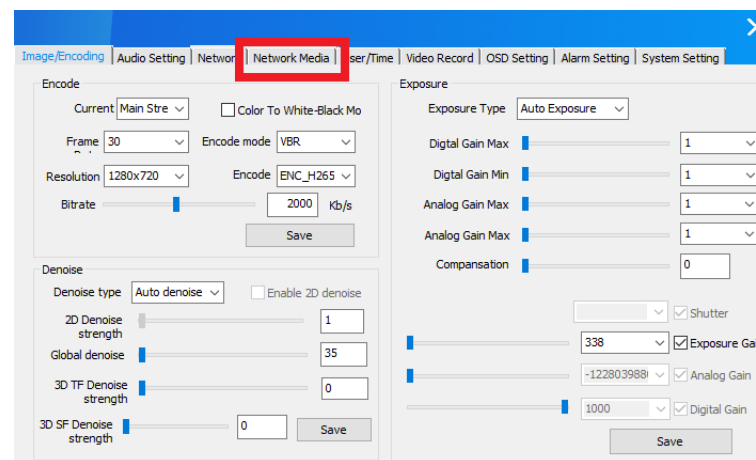 Image/Encoding Audio Setting Network Network Media User/Time Video Record OSD Setting Alarm Setting System Setting
Encode
Current Main Stre Color To White-Black Mo
Frame 30 Encode mode VBR
Resolution 1280x720 Encode ENC_H265
Bitrate 2000 Kb/s
Save
Denoise
Denoise type Auto denoise Enable 2D denoise
2D Denoise strength 1
Global denoise 35
3D TF Denoise strength 0
3D SF Denoise strength 0 Save
Exposure
Exposure Type Auto Exposure
Digtal Gain Max 1
Digtal Gain Min 1
Analog Gain Max 1
Analog Gain Max 1
Compansation 0
Shutter
338 Exposure Gai
Analog Gain
1000 Digital Gain
Save